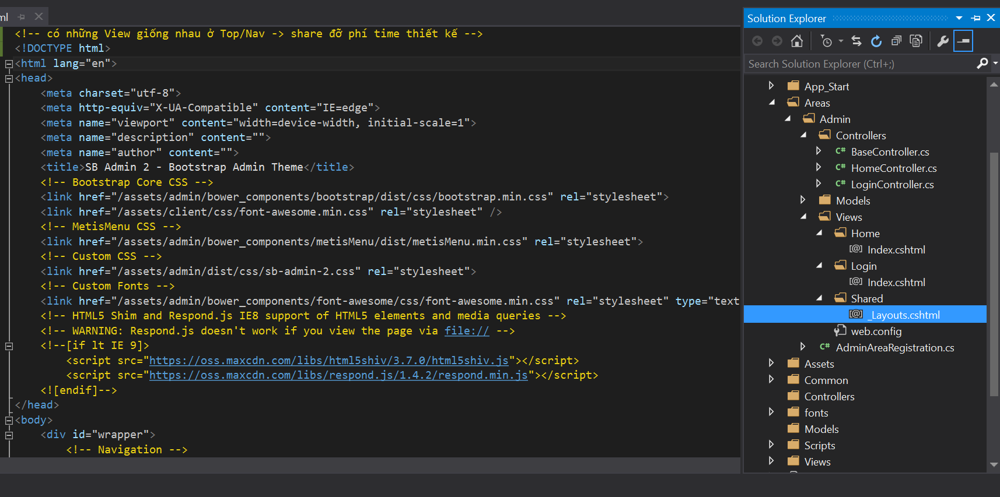 ml
<!-- có những View giống nhau ở Top/Nav -> share đỡ phí time thiết kế -->
<!DOCTYPE html>
<html lang="en">
<head>
<meta charset="utf-8">
<meta http-equiv="X-UA-Compatible" content="IE=edge">
<meta name="viewport" content="width=device-width, initial-scale=1">
<meta name="description" content="">
<meta name="author" content="">
<title>SB Admin 2 - Bootstrap Admin Theme</title>
<!-- Bootstrap Core CSS -->
<link href="/assets/admin/bower_components/bootstrap/dist/css/bootstrap.min.css" rel="stylesheet">
<link href="/assets/client/css/font-awesome.min.css" rel="stylesheet" />
<!-- MetisMenu CSS -->
<link href="/assets/admin/bower_components/metisMenu/dist/metisMenu.min.css" rel="stylesheet">
<!-- Custom CSS -->
<link href="/assets/admin/dist/css/sb-admin-2.css" rel="stylesheet">
<!-- Custom Fonts -->
<link href="/assets/admin/bower_components/font-awesome/css/font-awesome.min.css" rel="stylesheet" type="text
<!-- HTML5 Shim and Respond.js IE8 support of HTML5 elements and media queries -->
<!-- WARNING: Respond.js doesn't work if you view the page via file:// -->
<!--[if lt IE 9]>
<script src="https://oss.maxcdn.com/libs/html5shiv/3.7.0/html5shiv.js"></script>
<script src="https://oss.maxcdn.com/libs/respond.js/1.4.2/respond.min.js"></script>
<![endif]-->
</head>
<body>
<div id="wrapper">
<!-- Navigation -->
Solution Explorer
Search Solution Explorer (Ctrl+;)
App_Start
Areas
Admin
Controllers
C# BaseController.cs
C# HomeController.cs
C# LoginController.cs
Models
Views
Home
[@] Index.cshtml
Login
[@] Index.cshtml
Shared
[@] _Layouts.cshtml
web.config
C# AdminAreaRegistration.cs
Assets
Common
Controllers
fonts
Models
Scripts
Views